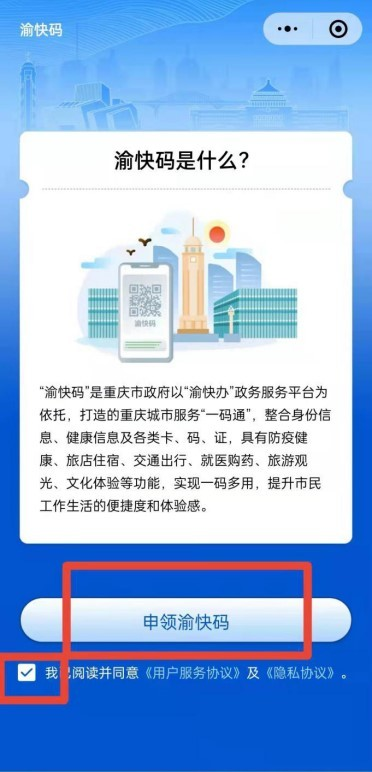 渝快码
渝快码是什么？
渝快码
“渝快码”是重庆市政府以“渝快办”政务服务平台为
依托，打造的重庆城市服务“一码通”，整合身份信
息、健康信息及各类卡、码、证，具有防疫健
康、旅店住宿、交通出行、就医购药、旅游观
光、文化体验等功能，实现一码多用，提升市民
工作生活的便捷度和体验感。
申领渝快码
我已阅读并同意《用户服务协议》及《隐私协议》。